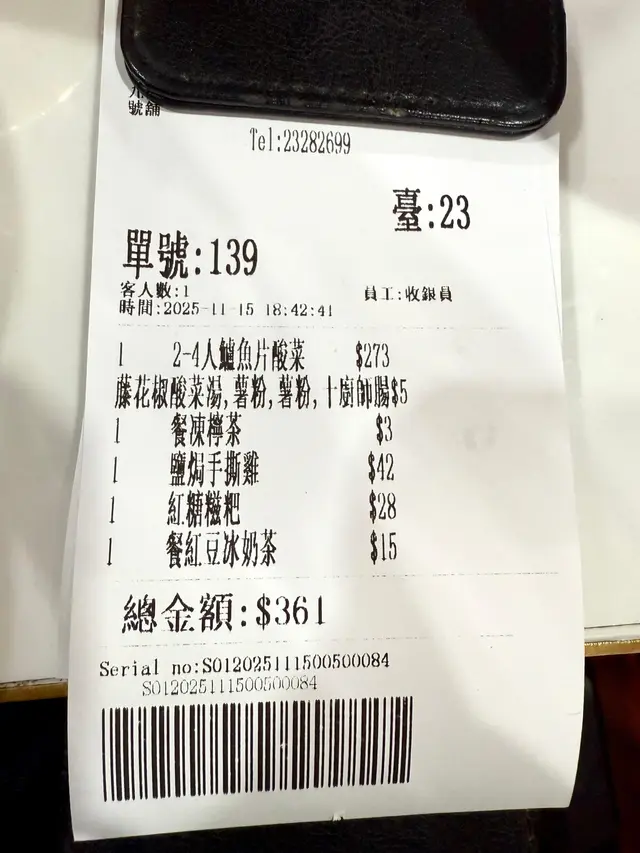 號舖
Tel:23282699
臺:23
單號:139
客人數:1 員工:收銀員
時間:2025-11-15 18:42:41
1 2-4人鱸魚片酸菜 $273
藤花椒酸菜湯,薯粉,薯粉,十廚師腸$5
1 餐凍檸茶 $3
1 鹽焗手撕雞 $42
1 紅糖糍粑 $28
1 餐紅豆冰奶茶 $15
總金額:$361
Serial no:S012025111500500084
S012025111500500084